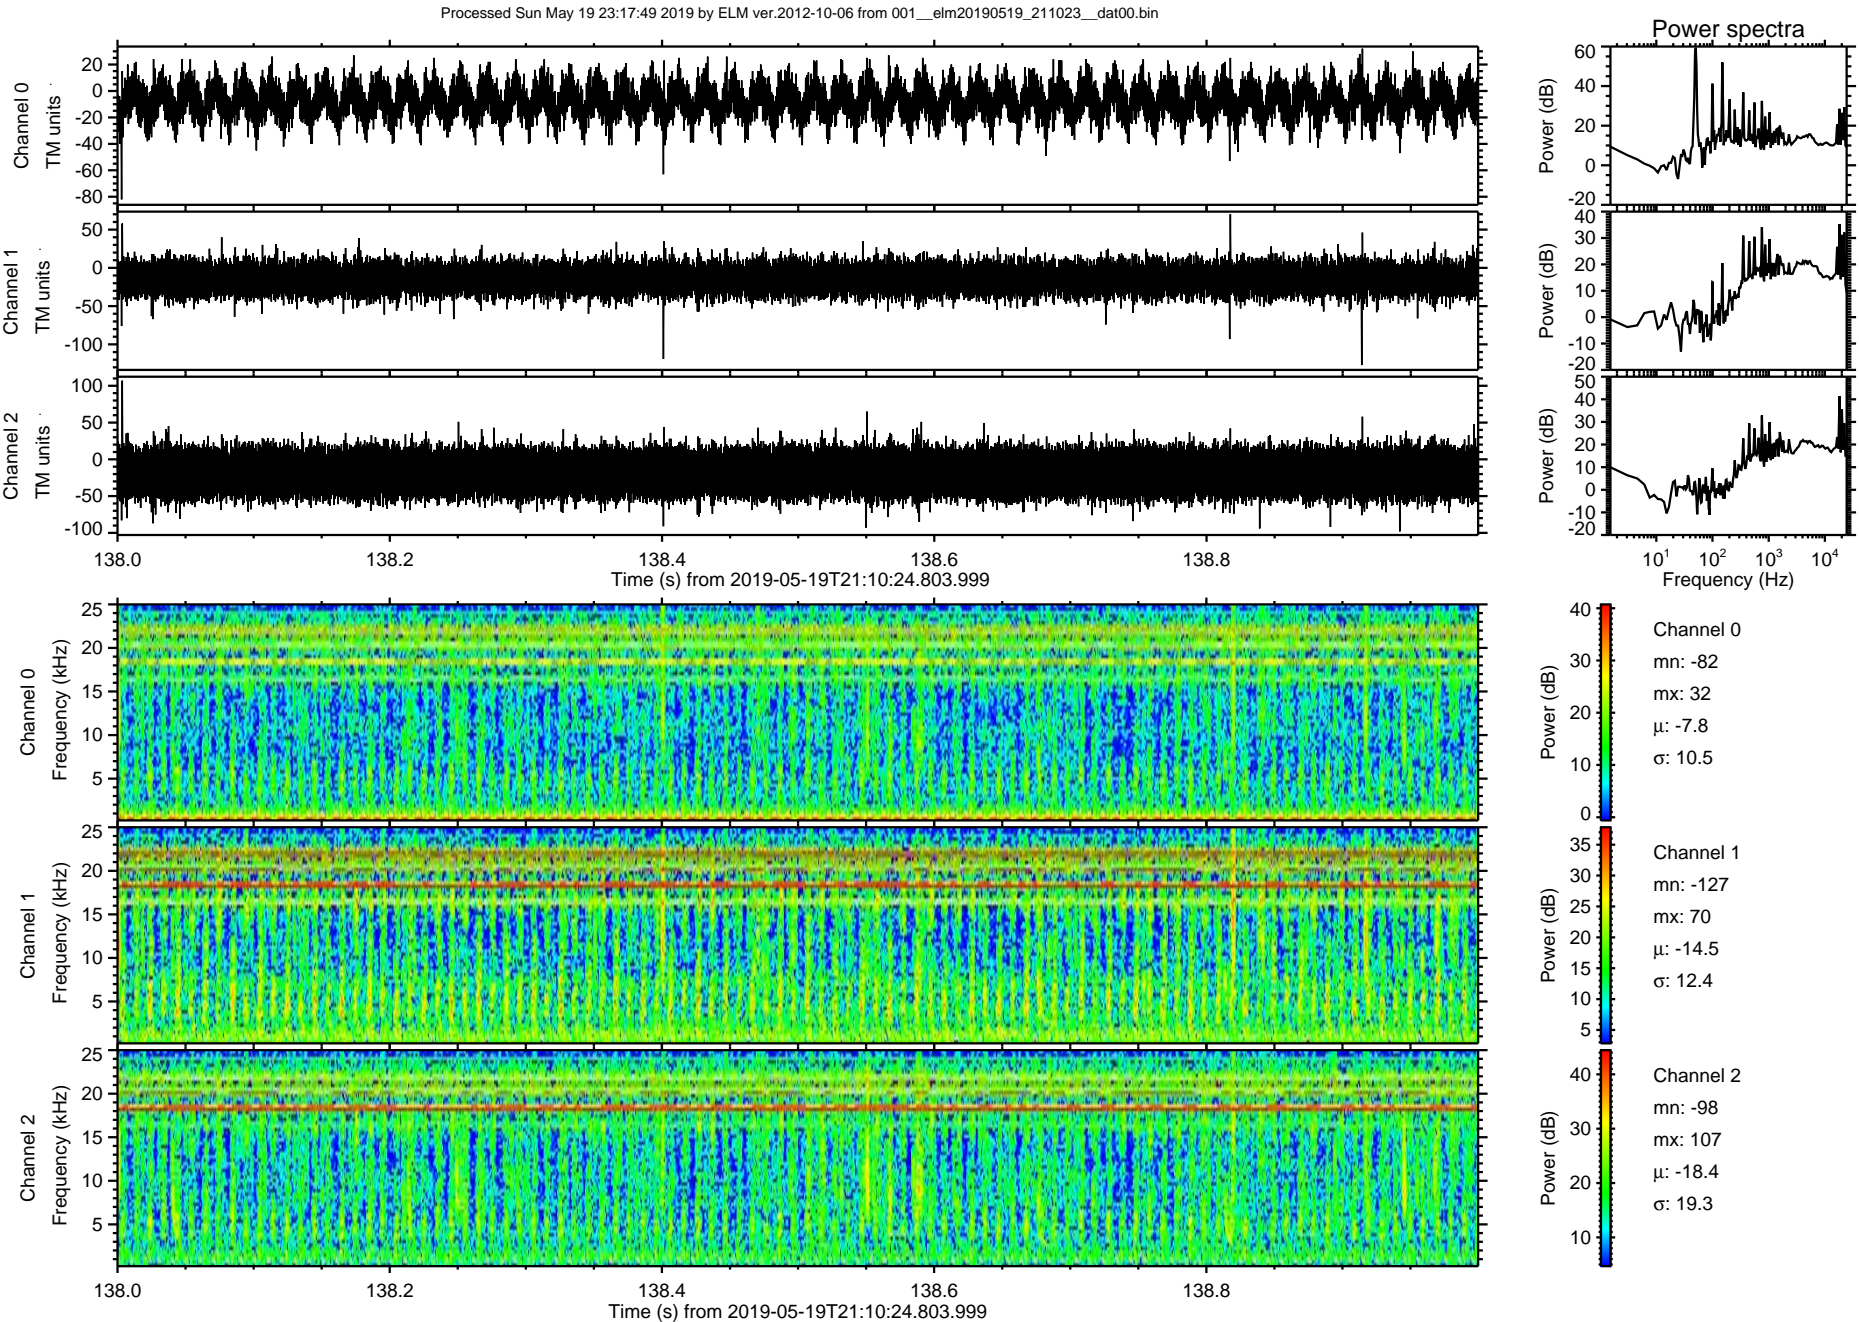 Processed Sun May 19 23:17:49 2019 by ELM ver.2012-10-06 from 001__elm20190519_211023__dat00.bin
Power spectra
Channel 0
TM units
20
0
-20
-40
-60
-80
Power (dB)
60
40
20
0
-20
Channel 1
TM units
50
0
-50
-100
Power (dB)
40
30
20
10
0
-10
-20
Channel 2
TM units
100
50
0
-50
-100
Power (dB)
50
40
30
20
10
0
-10
-20
138.0 138.2 138.4 138.6 138.8
Time (s) from 2019-05-19T21:10:24.803.999
10¹ 10² 10³ 10⁴
Frequency (Hz)
Channel 0
Frequency (kHz)
25
20
15
10
5
Power (dB)
40
30
20
10
0
Channel 0
mn: -82
mx: 32
μ: -7.8
σ: 10.5
Channel 1
Frequency (kHz)
25
20
15
10
5
Power (dB)
35
30
25
20
15
10
5
Channel 1
mn: -127
mx: 70
μ: -14.5
σ: 12.4
Channel 2
Frequency (kHz)
25
20
15
10
5
Power (dB)
40
30
20
10
Channel 2
mn: -98
mx: 107
μ: -18.4
σ: 19.3
138.0 138.2 138.4 138.6 138.8
Time (s) from 2019-05-19T21:10:24.803.999